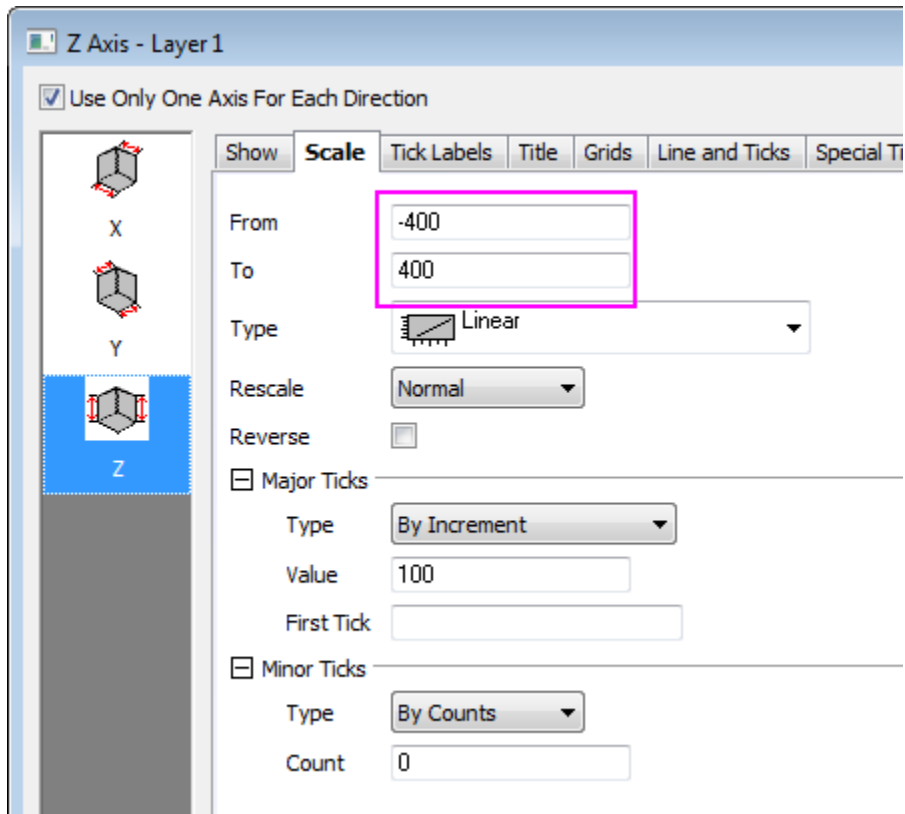 Z Axis - Layer 1
Use Only One Axis For Each Direction
Show Scale Tick Labels Title Grids Line and Ticks Special Ti
X
Y
Z
From -400
To 400
Type Linear
Rescale Normal
Reverse
Major Ticks
Type By Increment
Value 100
First Tick
Minor Ticks
Type By Counts
Count 0